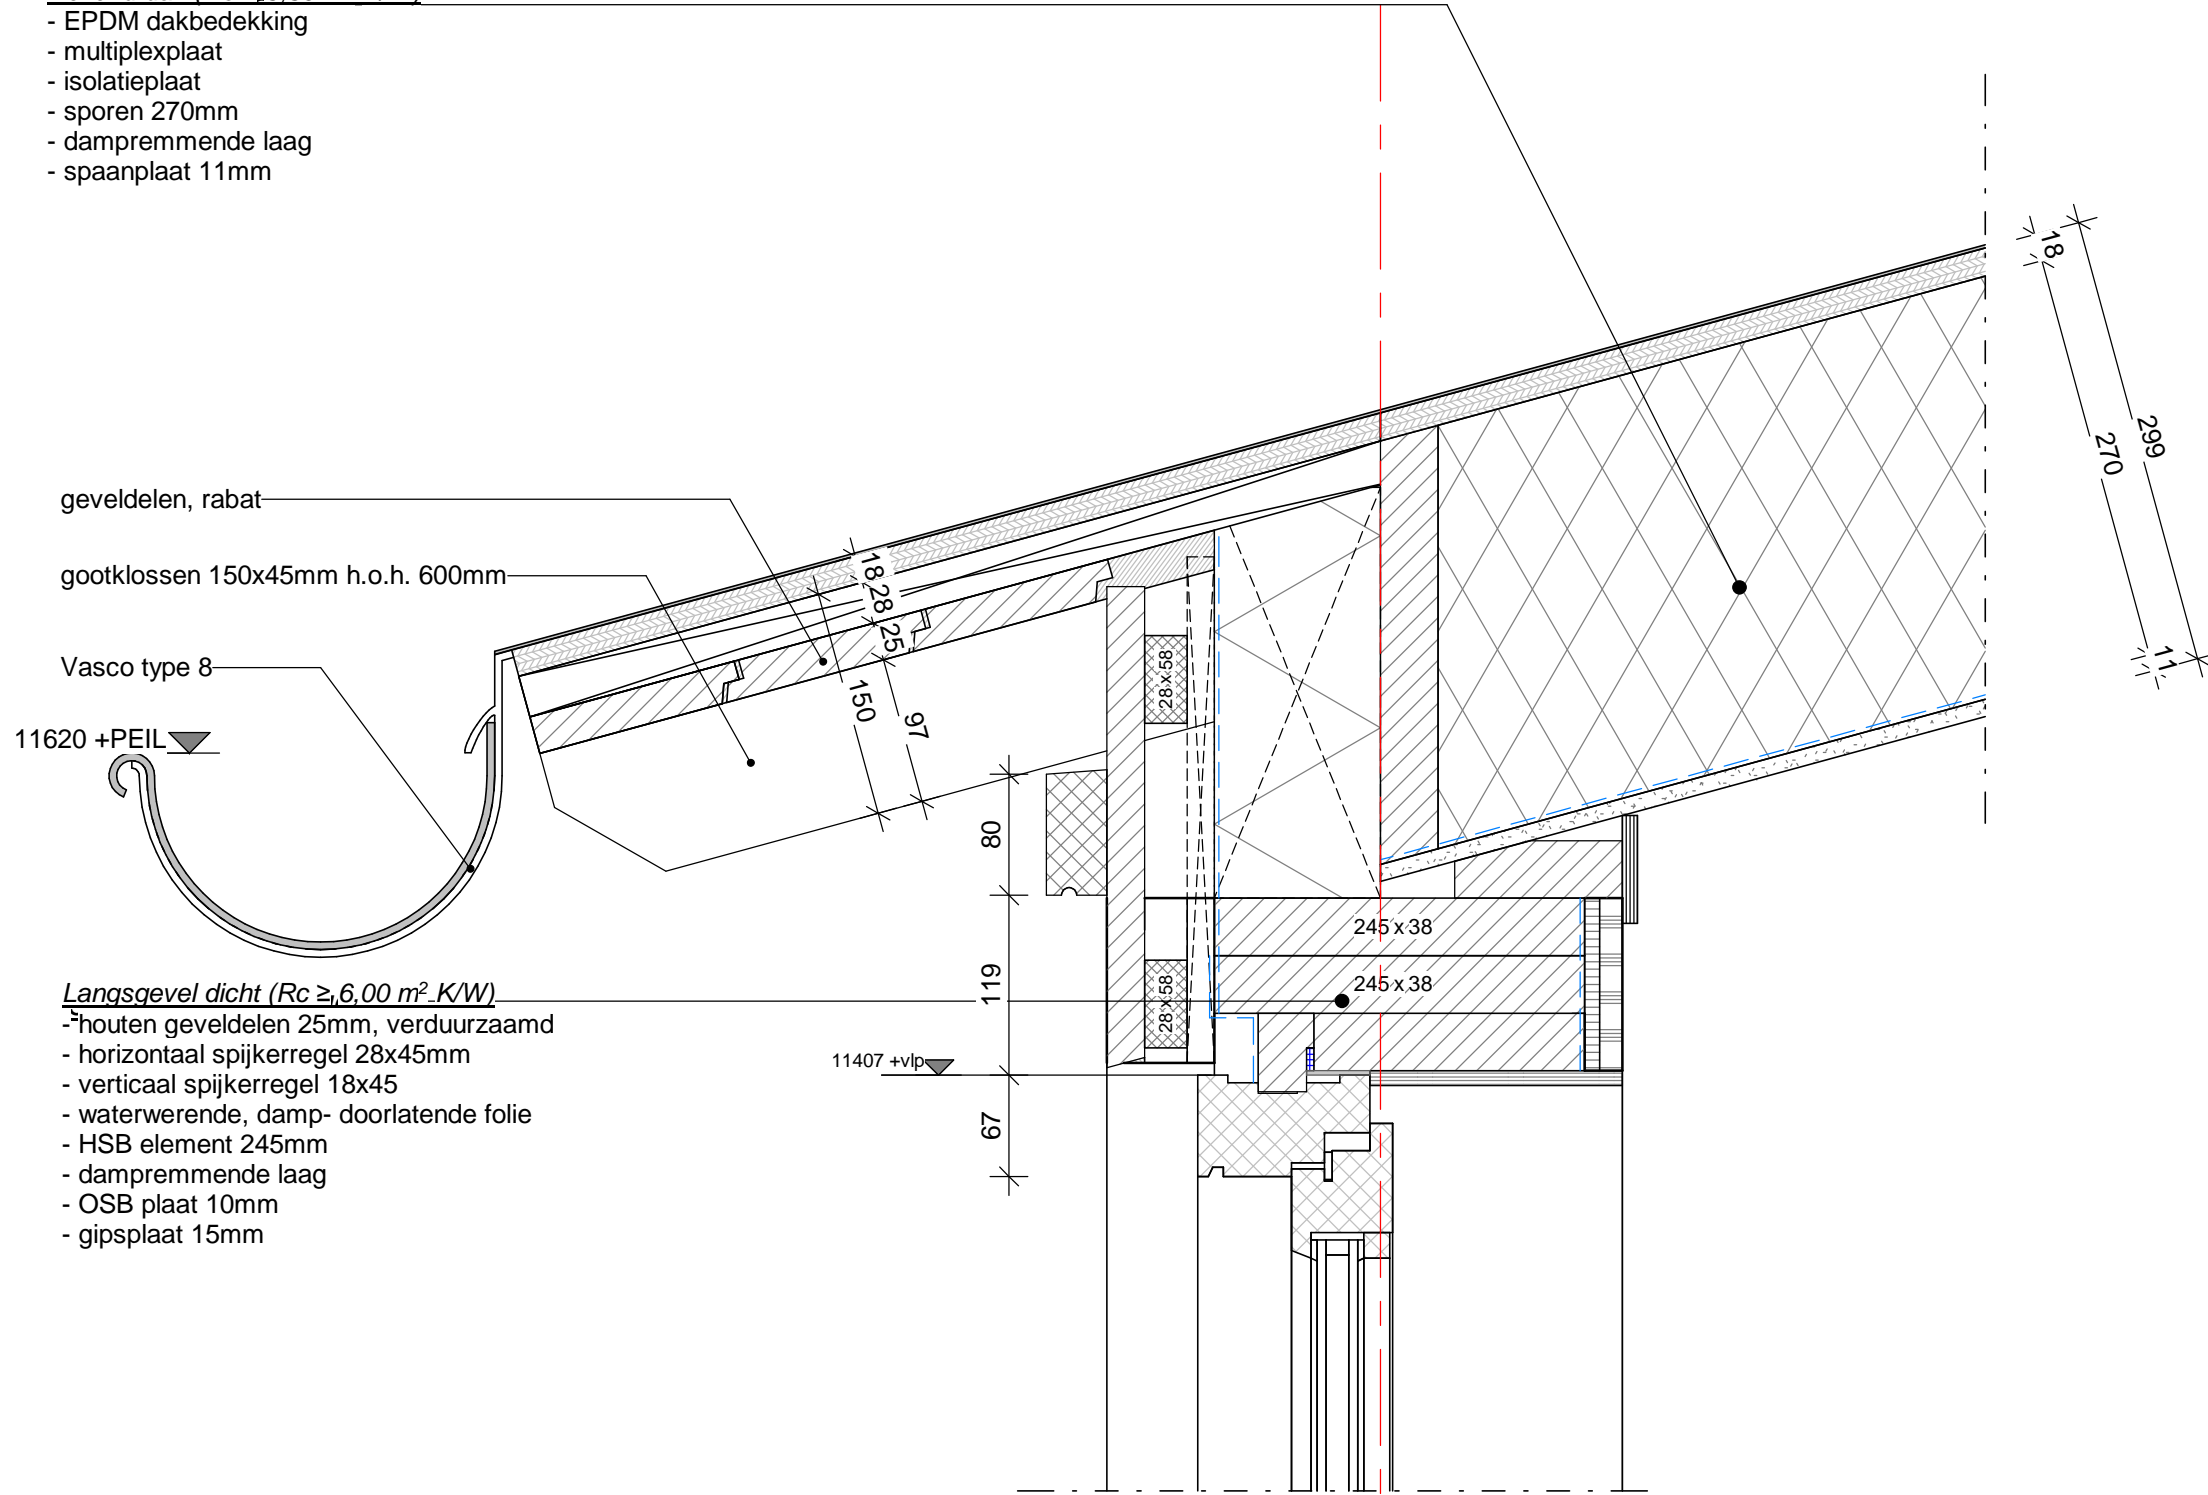 - EPDM dakbedekking
- multiplexplaat
- isolatieplaat
- sporen 270mm
- dampremmende laag
- spaanplaat 11mm
18
299
270
11
geveldelen, rabat
gootklossen 150x45mm h.o.h. 600mm
Vasco type 8
11620 +PEIL
18
28
25
150
97
28 x 58
80
245 x 38
245 x 38
119
28 x 58
11407 +vlp
67
Langsgevel dicht (Rc ≥ 6,00 m² K/W)
- houten geveldelen 25mm, verduurzaamd
- horizontaal spijkerregel 28x45mm
- verticaal spijkerregel 18x45
- waterwerende, damp- doorlatende folie
- HSB element 245mm
- dampremmende laag
- OSB plaat 10mm
- gipsplaat 15mm